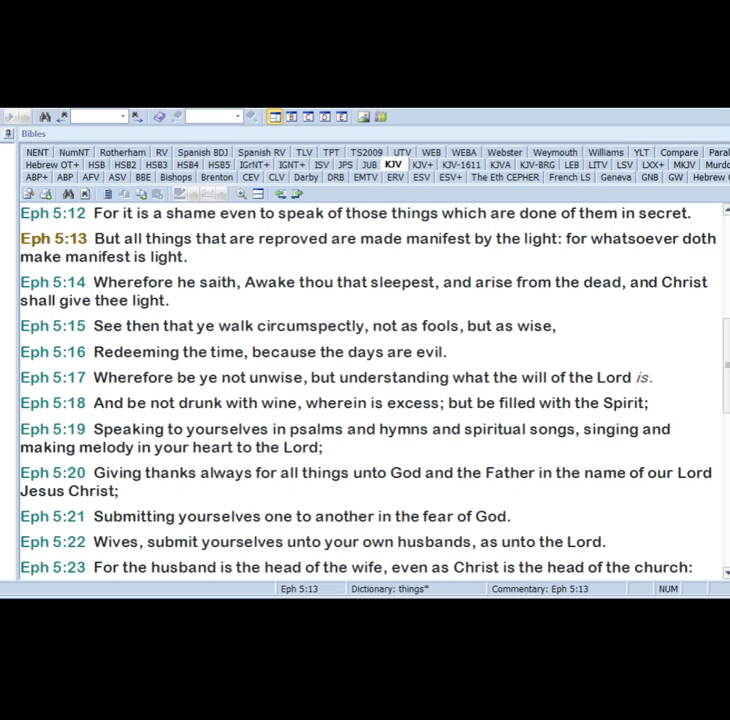 B C D E
Bibles
NENT NumNT Rotherham RV Spanish BDJ Spanish RV TLV TPT TS2009 UTV WEB WEBA Webster Weymouth Williams YLT Compare Paral
Hebrew OT+ HSB HSB2 HSB3 HSB4 HSB5 IGrNT+ IGNT+ ISV JPS JUB KJV KJV+ KJV-1611 KJVA KJV-BRG LEB LITV LSV LXX+ MKJV Murdo
ABP+ ABP AFV ASV BBE Bishops Brenton CEV CLV Darby DRB EMTV ERV ESV ESV+ The Eth CEPHER French LS Geneva GNB GW Hebrew
Eph 5:12 For it is a shame even to speak of those things which are done of them in secret.
Eph 5:13 But all things that are reproved are made manifest by the light: for whatsoever doth
make manifest is light.
Eph 5:14 Wherefore he saith, Awake thou that sleepest, and arise from the dead, and Christ
shall give thee light.
Eph 5:15 See then that ye walk circumspectly, not as fools, but as wise,
Eph 5:16 Redeeming the time, because the days are evil.
Eph 5:17 Wherefore be ye not unwise, but understanding what the will of the Lord is.
Eph 5:18 And be not drunk with wine, wherein is excess; but be filled with the Spirit;
Eph 5:19 Speaking to yourselves in psalms and hymns and spiritual songs, singing and
making melody in your heart to the Lord;
Eph 5:20 Giving thanks always for all things unto God and the Father in the name of our Lord
Jesus Christ;
Eph 5:21 Submitting yourselves one to another in the fear of God.
Eph 5:22 Wives, submit yourselves unto your own husbands, as unto the Lord.
Eph 5:23 For the husband is the head of the wife, even as Christ is the head of the church:
Eph 5:13 Dictionary: things* Commentary: Eph 5:13 NUM